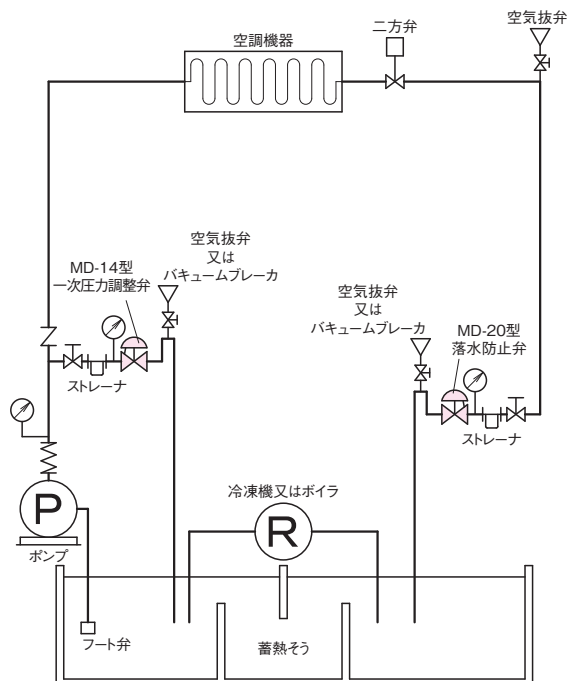 空気抜弁
二方弁
空調機器
空気抜弁
又は
バキュームブレーカ
MD-14型
一次圧力調整弁
空気抜弁
又は
バキュームブレーカ
MD-20型
落水防止弁
ストレーナ
ストレーナ
冷凍機又はボイラ
P
R
ポンプ
フート弁
蓄熱そう